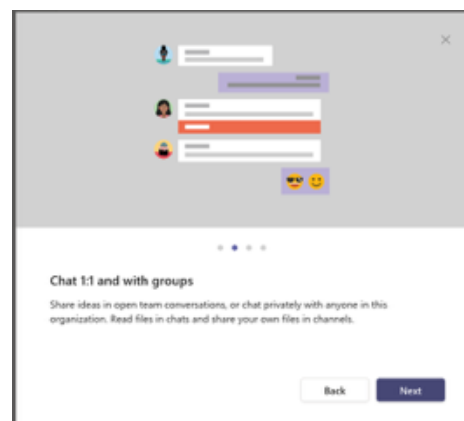 Chat 1:1 and with groups
Share ideas in open team conversations, or chat privately with anyone in this
organization. Read files in chats and share your own files in channels.
Back Next